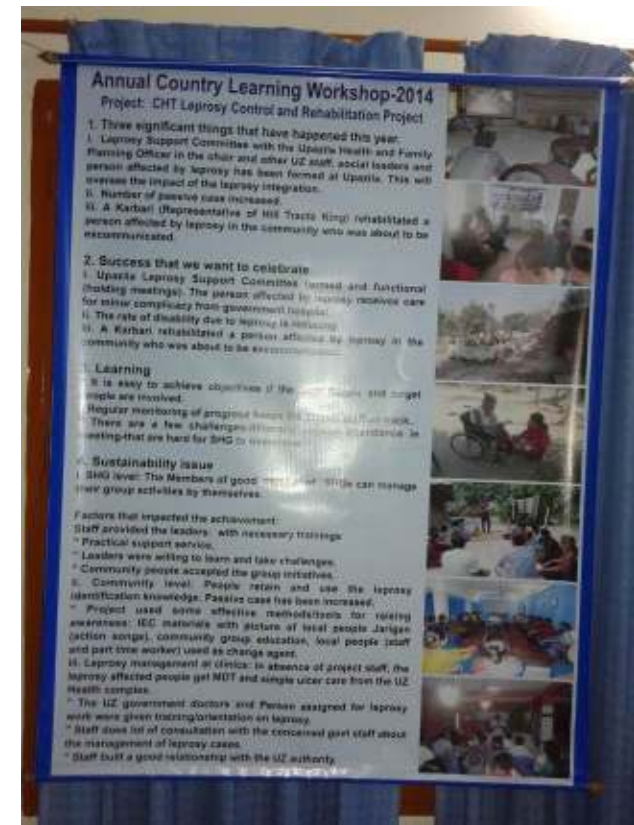 Annual Country Learning Workshop-2014
Project: CHT Leprosy Control and Rehabilitation Project
1. Three significant things that have happened this year.
i. Leprosy Support Committee with the Upazila Health and Family
Planning Officer in the chair and other UZ staff, social leaders and
person affected by leprosy has been formed at Upazila. This will
oversee the impact of the leprosy integration.
ii. Number of passive case increased.
iii. A Karbari (Representative of Hill Tracts King) rehabilitated a
person affected by leprosy in the community who was about to be
excommunicated.
2. Success that we want to celebrate
i. Upazila Leprosy Support Committee formed and functional
(holding meetings). The person affected by leprosy receives care
for minor complicacy from government hospital.
ii. The rate of disability due to leprosy is reducing
iii. A Karbari rehabilitated a person affected by leprosy in the
community who was about to be
Learning
It is easy to achieve objectives if the and target
people are involved.
Regular monitoring of progress keeps the track.
There are a few challenges in
meeting-that are hard for SHG to
Sustainability issue
i. SHG level: The Members of good can manage
their group activities by themselves.
Factors that impacted the achievement:
Staff provided the leaders: with necessary trainings
* Practical support service.
* Leaders were willing to learn and take challenges.
* Community people accepted the group initiatives.
ii. Community level: People retain and use the leprosy
identification knowledge. Passive case has been increased.
* Project used some effective methods/tools for raising
awareness: IEC materials with picture of local people Jarigan
(action songs), community group education, local people (staff
and part time worker) used as change agent.
iii. Leprosy management at clinics: In absence of project staff, the
leprosy affected people get MDT and simple ulcer care from the UZ
Health complex.
* The UZ government doctors and Person assigned for leprosy
work were given training/orientation on leprosy.
* Staff does lot of consultation with the concerned govt staff about
the management of leprosy cases.
* Staff built a good relationship with the UZ authority.